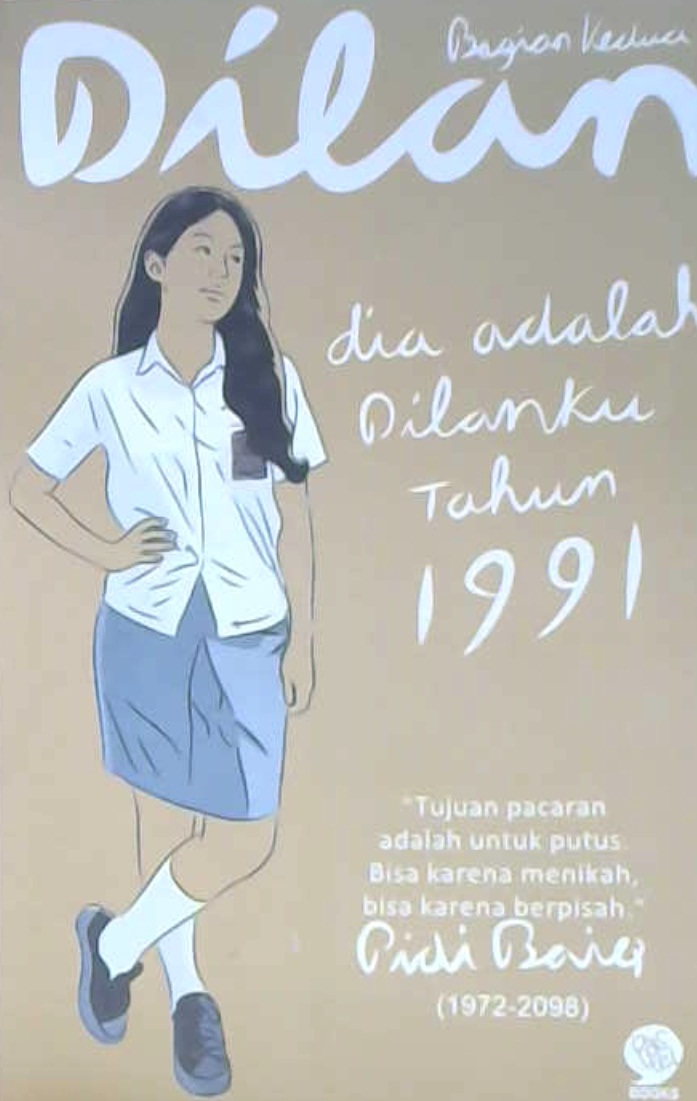 Bagian Kedua
Dilan
dia adalah
Dilanku
Tahun
1991
"Tujuan pacaran
adalah untuk putus.
Bisa karena menikah,
bisa karena berpisah."
Pidi Baiq
(1972-2098)
BOOKS